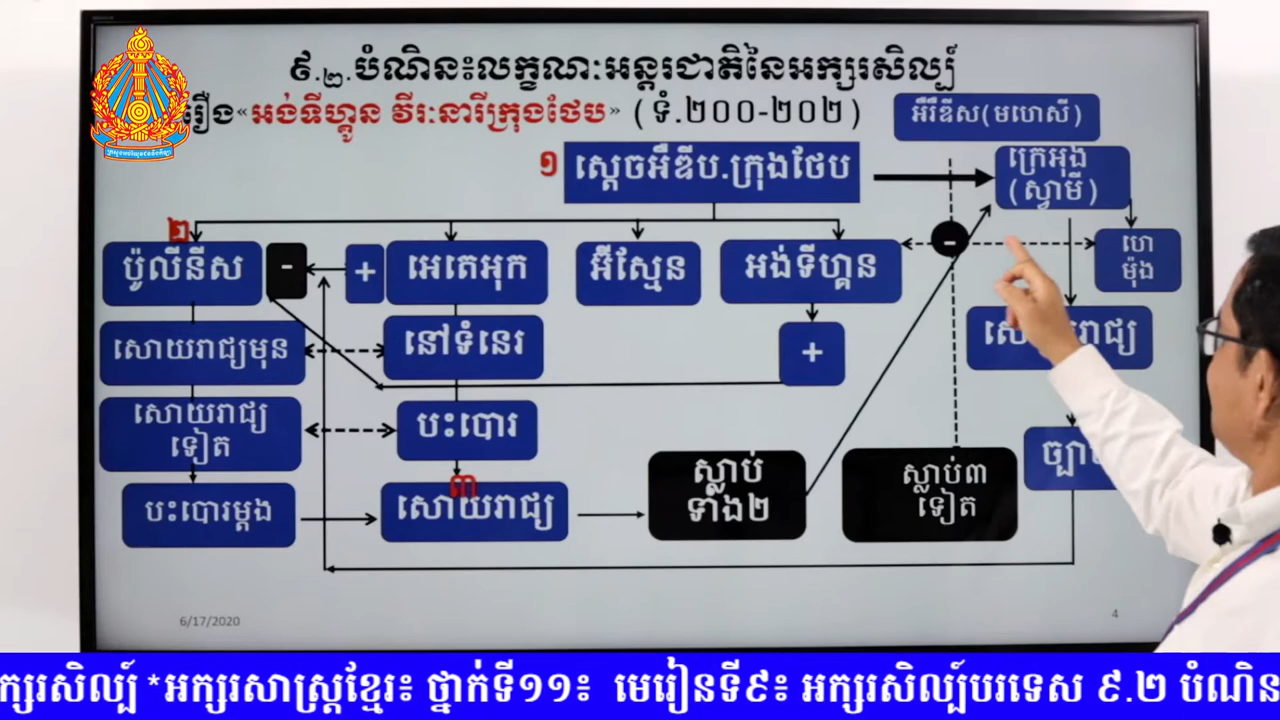 ៩.២.បំណិន៖លក្ខណៈអន្តរជាតិនៃអក្សរសិល្ប៍
រឿង«អង់ទីហ្គូន វីរៈនារីក្រុងថែប» (ទំ.២០០-២០២)
អឺរីឌីស(មហេសី)
១
ស្តេចអឺឌីប.ក្រុងថែប
ក្រេអុង
(ស្វាមី)
២
ប៉ូលីនីស
-
+
អេតេអុក
អ៊ីស្មែន
អង់ទីហ្គូន
-
ហេ
ម៉ុង
សោយរាជ្យមុន
នៅទំនេរ
+
សោយរាជ្យ
ទៀត
បះបោរ
បះបោរម្តង
៣
សោយរាជ្យ
ស្លាប់
ទាំង២
ស្លាប់៣
ទៀត
6/17/2020
4
ក្សរសិល្ប៍ *អក្សរសាស្ត្រខ្មែរ៖ ថ្នាក់ទី១១៖ មេរៀនទី៩៖ អក្សរសិល្ប៍បរទេស ៩.២ បំណិន